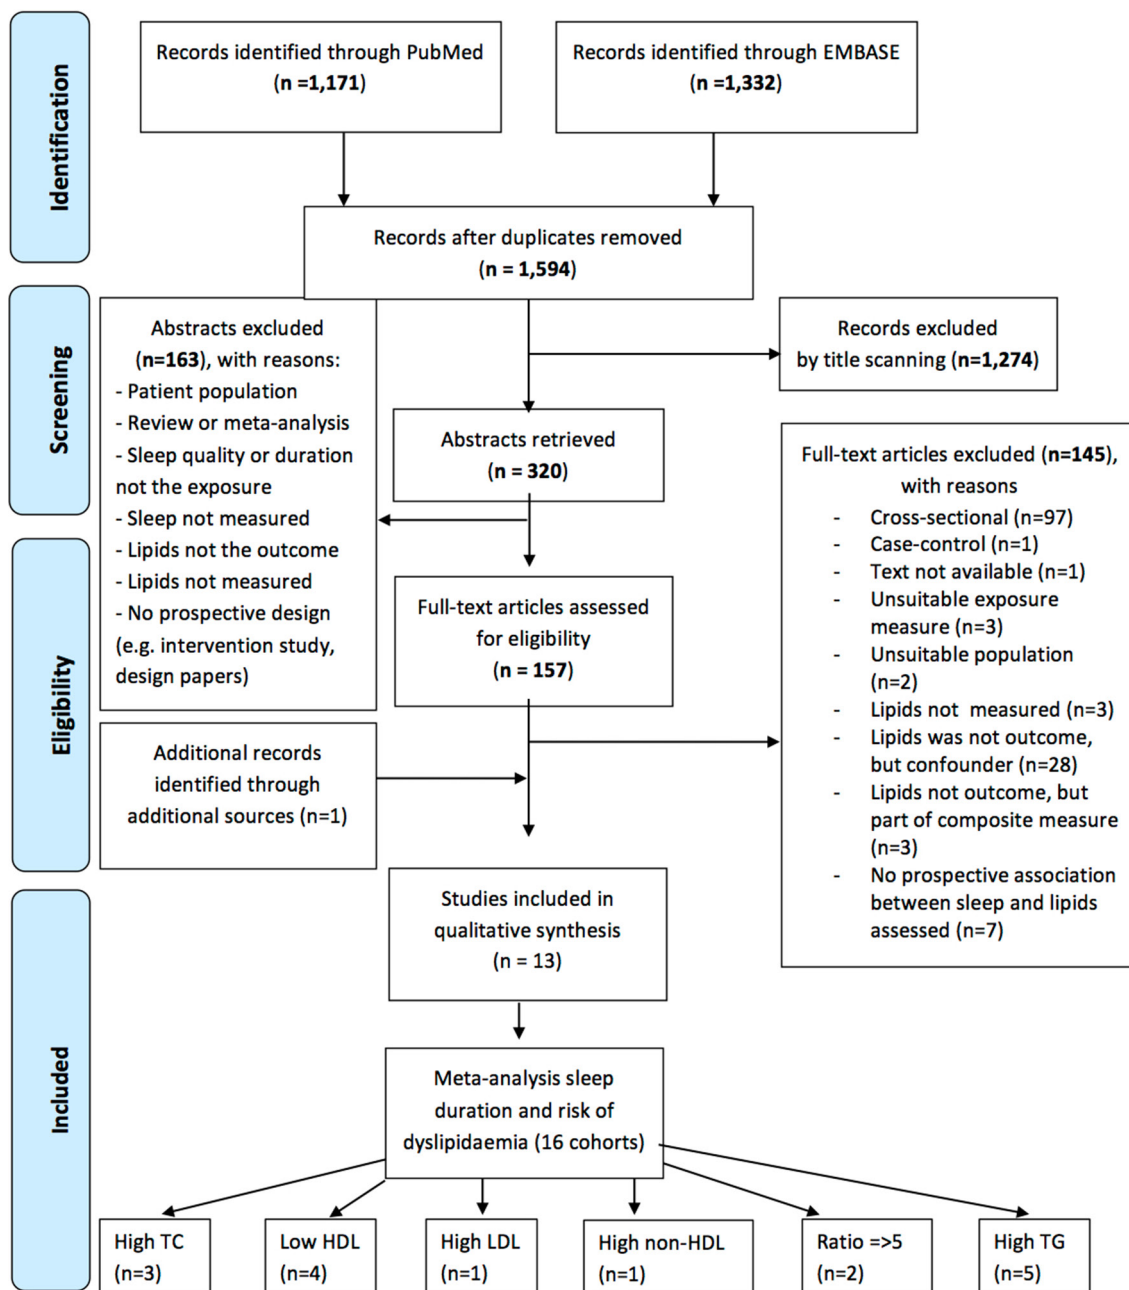 Identification
Records identified through PubMed
(n =1,171)
Records identified through EMBASE
(n =1,332)
Records after duplicates removed
(n = 1,594)
Screening
Abstracts excluded
(n=163), with reasons:
- Patient population
- Review or meta-analysis
- Sleep quality or duration
not the exposure
- Sleep not measured
- Lipids not the outcome
- Lipids not measured
- No prospective design
(e.g. intervention study,
design papers)
Records excluded
by title scanning (n=1,274)
Abstracts retrieved
(n = 320)
Eligibility
Full-text articles assessed
for eligibility
(n = 157)
Full-text articles excluded (n=145),
with reasons
- Cross-sectional (n=97)
- Case-control (n=1)
- Text not available (n=1)
- Unsuitable exposure
measure (n=3)
- Unsuitable population
(n=2)
- Lipids not measured (n=3)
- Lipids was not outcome,
but confounder (n=28)
- Lipids not outcome, but
part of composite measure
(n=3)
- No prospective association
between sleep and lipids
assessed (n=7)
Additional records
identified through
additional sources (n=1)
Included
Studies included in
qualitative synthesis
(n = 13)
Meta-analysis sleep
duration and risk of
dyslipidaemia (16 cohorts)
High TC
(n=3)
Low HDL
(n=4)
High LDL
(n=1)
High non-HDL
(n=1)
Ratio =>5
(n=2)
High TG
(n=5)